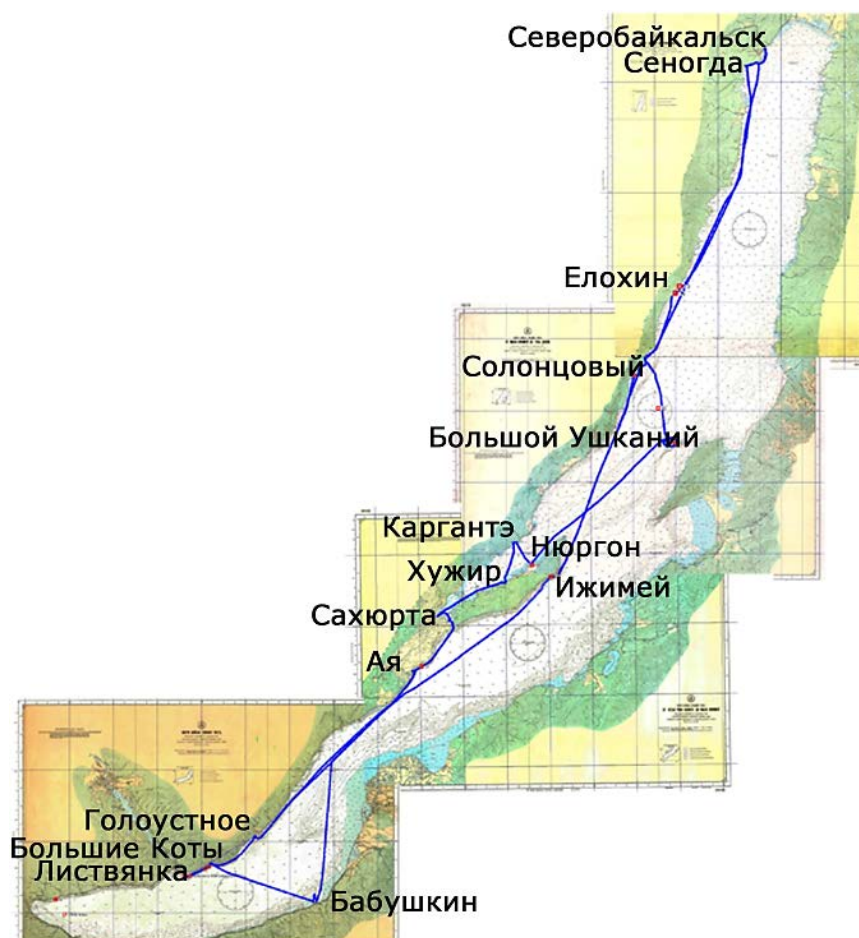 Северобайкальск
Сеногда
Елохин
Солонцовый
Большой Ушканий
Каргантэ
Нюргон
Хужир
Ижимей
Сахюрта
Ая
Голоустное
Большие Коты
Листвянка
Бабушкин